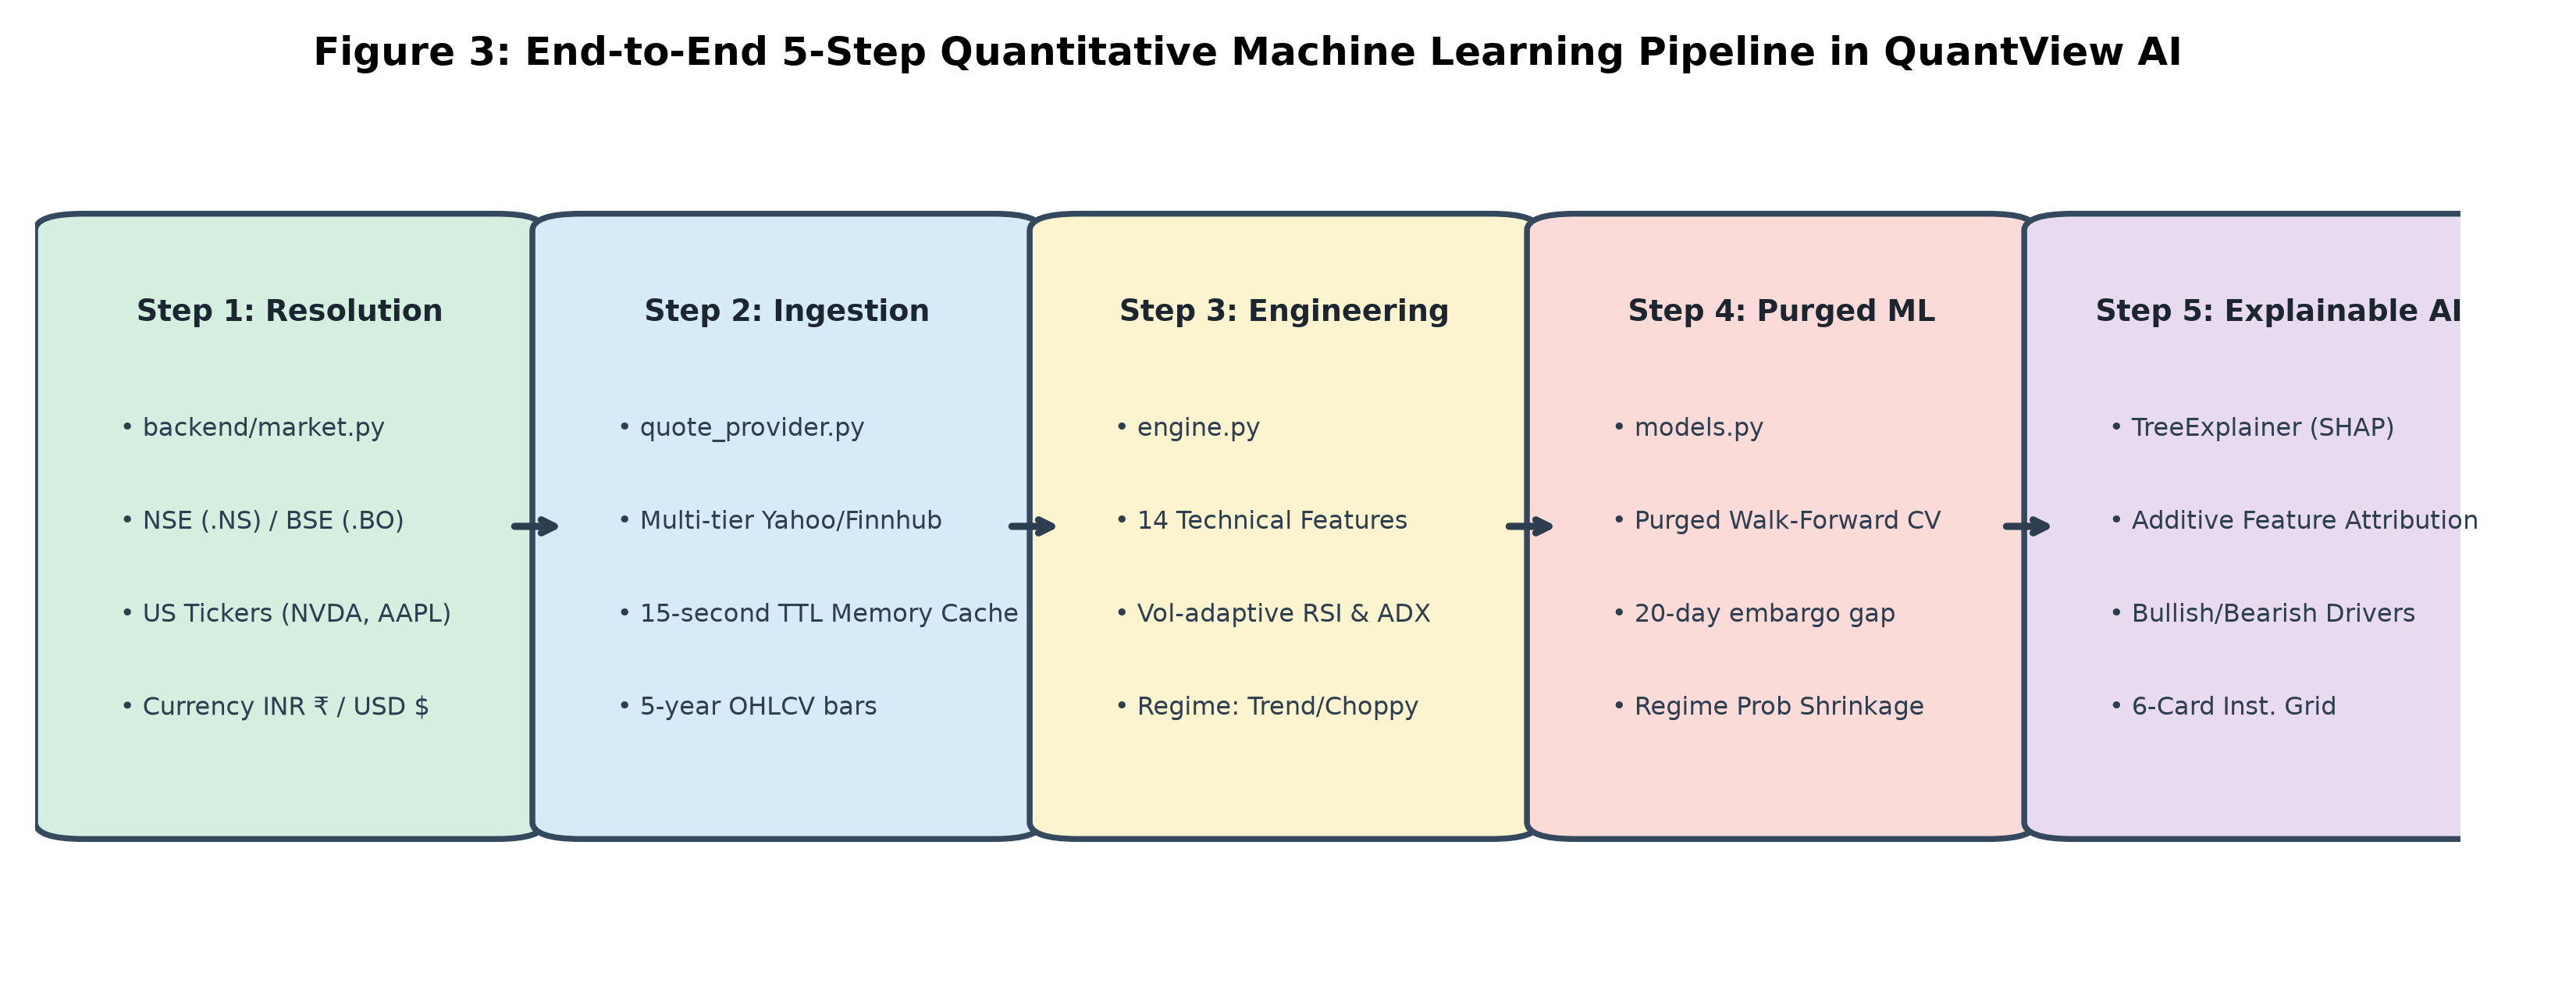 Figure 3: End-to-End 5-Step Quantitative Machine Learning Pipeline in QuantView AI
Step 1: Resolution
• backend/market.py
• NSE (.NS) / BSE (.BO)
• US Tickers (NVDA, AAPL)
• Currency INR ₹ / USD $
Step 2: Ingestion
• quote_provider.py
• Multi-tier Yahoo/Finnhub
• 15-second TTL Memory Cache
• 5-year OHLCV bars
Step 3: Engineering
• engine.py
• 14 Technical Features
• Vol-adaptive RSI & ADX
• Regime: Trend/Choppy
Step 4: Purged ML
• models.py
• Purged Walk-Forward CV
• 20-day embargo gap
• Regime Prob Shrinkage
Step 5: Explainable AI
• TreeExplainer (SHAP)
• Additive Feature Attribution
• Bullish/Bearish Drivers
• 6-Card Inst. Grid